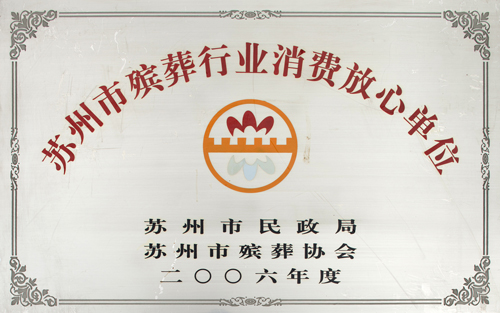 苏州市殡葬行业消费放心单位
苏州市民政局
苏州市殡葬协会
二〇〇六年度